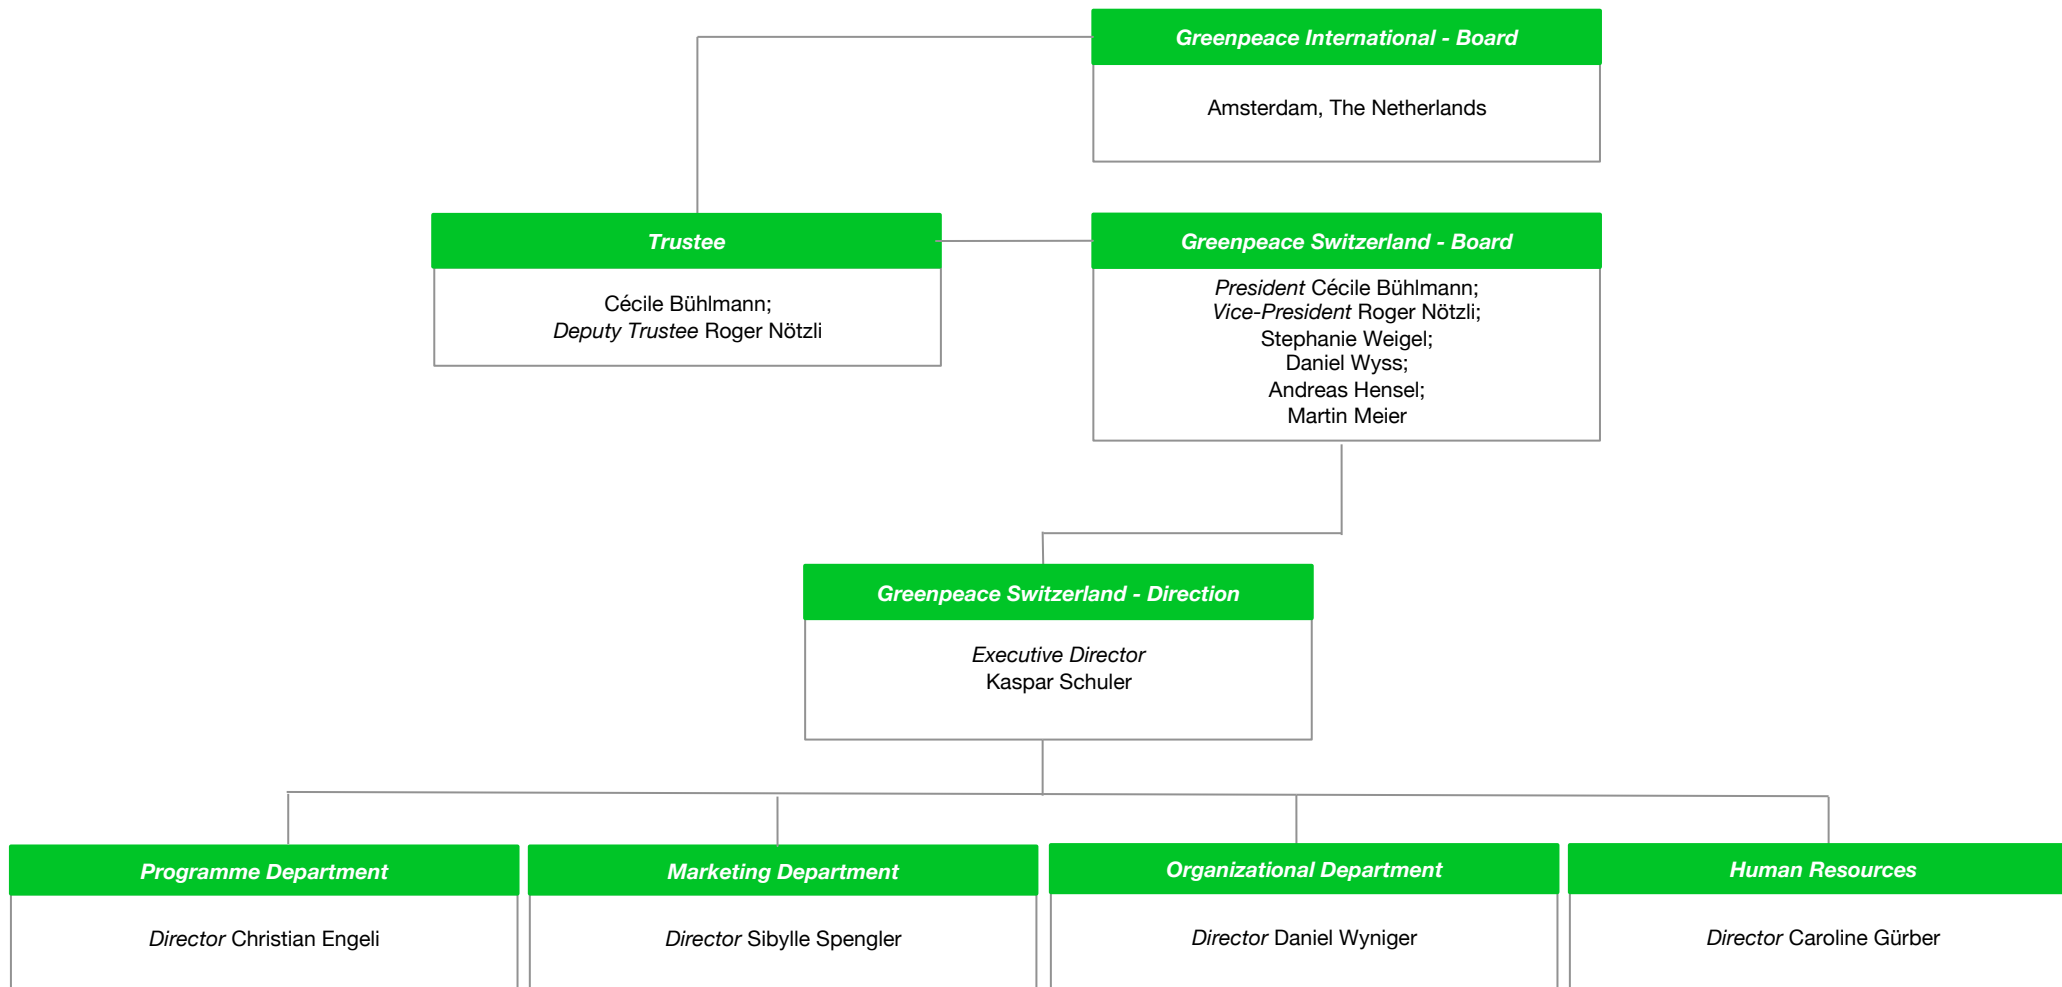 Greenpeace International - Board
Amsterdam, The Netherlands
Trustee
Cécile Bühlmann;
Deputy Trustee Roger Nötzli
Greenpeace Switzerland - Board
President Cécile Bühlmann;
Vice-President Roger Nötzli;
Stephanie Weigel;
Daniel Wyss;
Andreas Hensel;
Martin Meier
Greenpeace Switzerland - Direction
Executive Director
Kaspar Schuler
Programme Department
Director Christian Engeli
Marketing Department
Director Sibylle Spengler
Organizational Department
Director Daniel Wyniger
Human Resources
Director Caroline Gürber